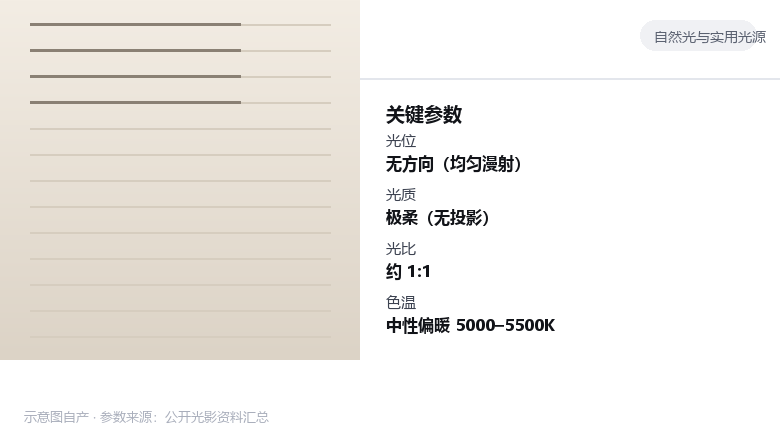 自然光与实用光源
关键参数
光位
无方向（均匀漫射）
光质
极柔（无投影）
光比
约 1:1
色温
中性偏暖 5000–5500K
示意图自产 · 参数来源：公开光影资料汇总